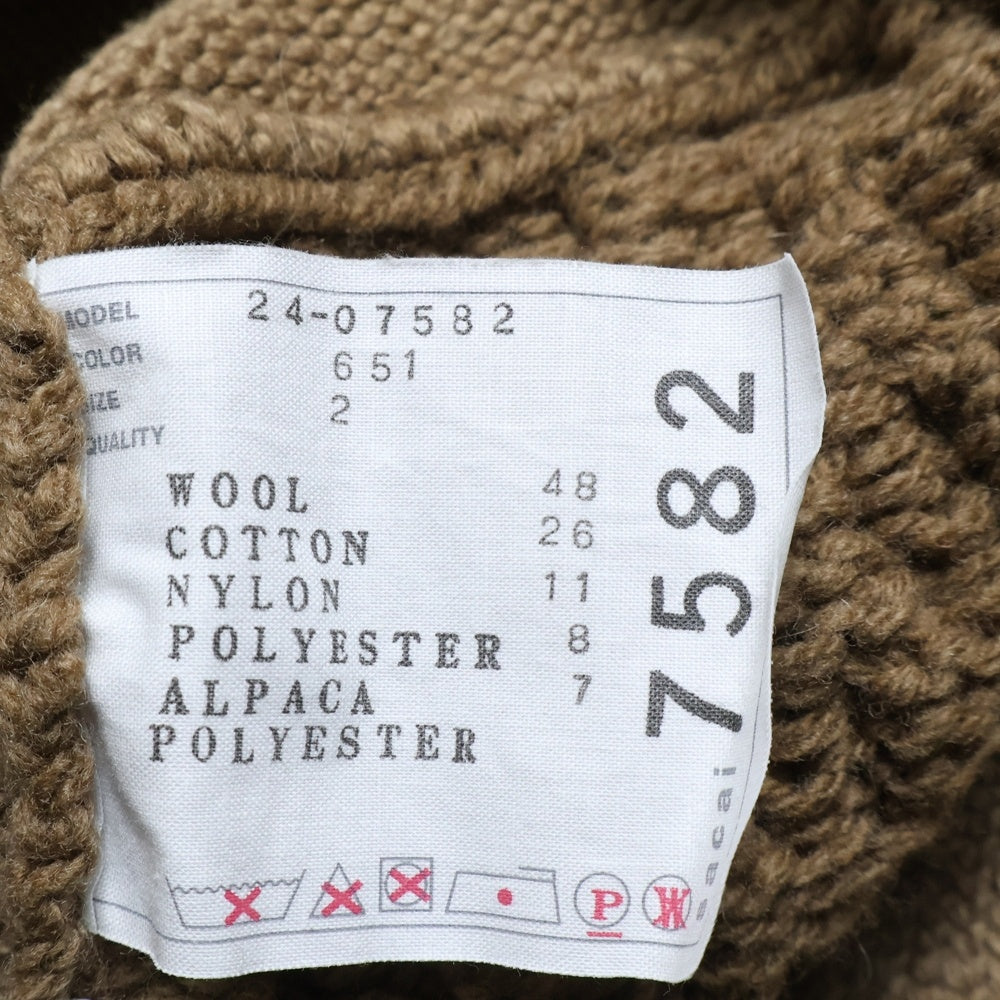 MODEL 24-07582
COLOR 651
SIZE 2
QUALITY
WOOL 48
COTTON 26
NYLON 11
POLYESTER 8
ALPACA 7
POLYESTER
7582
sacai
P
W